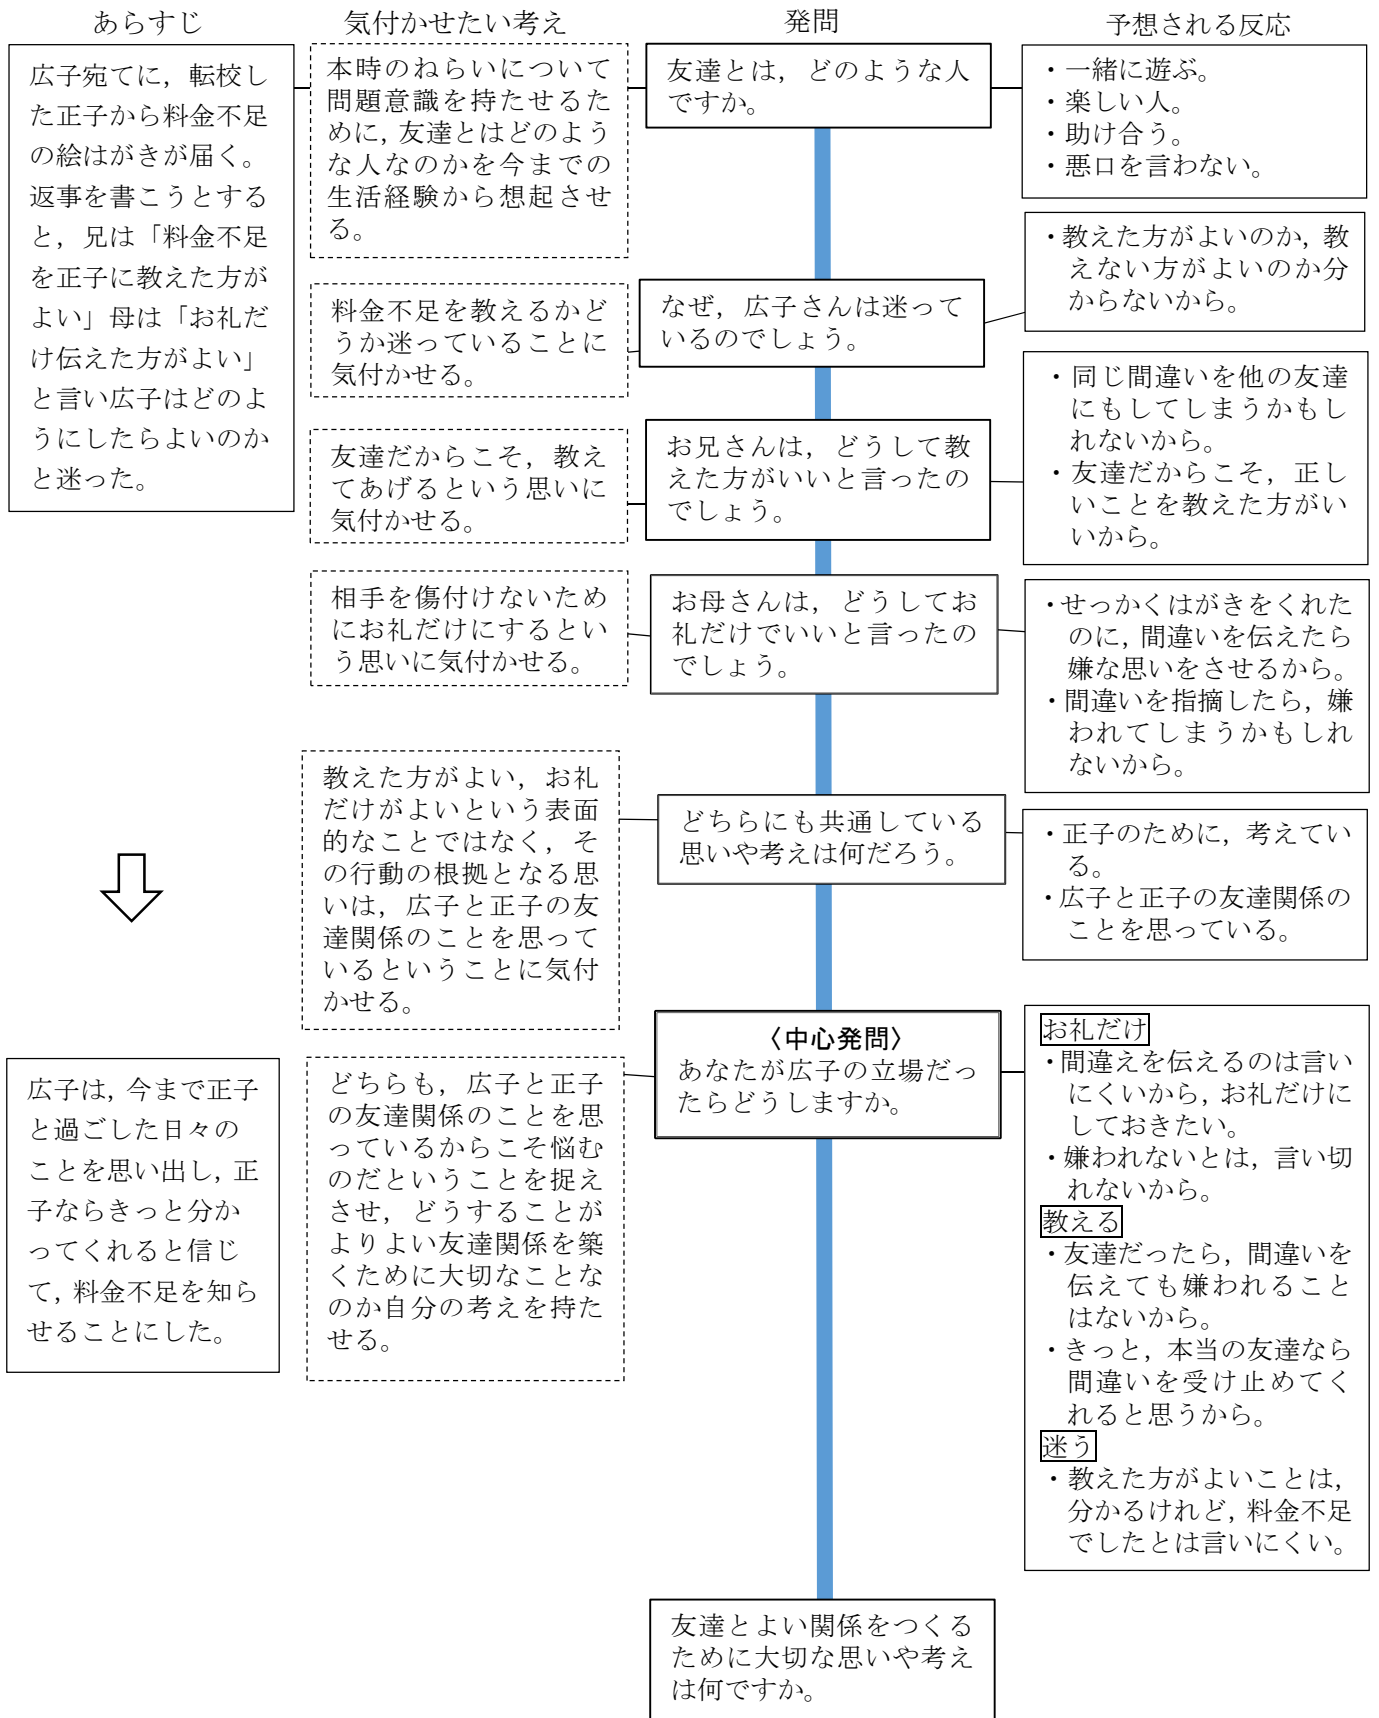 あらすじ
気付かせたい考え
発問
予想される反応
広子宛てに，転校し
た正子から料金不足
の絵はがきが届く。
返事を書こうとする
と，兄は「料金不足
を正子に教えた方が
よい」母は「お礼だ
け伝えた方がよい」
と言い広子はどのよ
うにしたらよいのか
と迷った。
本時のねらいについて
問題意識を持たせるた
めに，友達とはどのよう
な人なのかを今までの
生活経験から想起させ
る。
友達とは，どのような人
ですか。
・一緒に遊ぶ。
・楽しい人。
・助け合う。
・悪口を言わない。
料金不足を教えるかど
うか迷っていることに
気付かせる。
なぜ，広子さんは迷って
いるのでしょう。
・教えた方がよいのか，教
えない方がよいのか分
からないから。
友達だからこそ，教え
てあげるという思いに
気付かせる。
お兄さんは，どうして教
えた方がいいと言ったの
でしょう。
・同じ間違いを他の友達
にもしてしまうかもし
れないから。
・友達だからこそ，正し
いことを教えた方がい
いから。
相手を傷付けないため
にお礼だけにするとい
う思いに気付かせる。
お母さんは，どうしてお
礼だけでいいと言ったの
でしょう。
・せっかくはがきをくれた
のに，間違いを伝えたら
嫌な思いをさせるから。
・間違いを指摘したら，嫌
われてしまうかもしれ
ないから。
教えた方がよい，お礼
だけがよいという表面
的なことではなく，そ
の行動の根拠となる思
いは，広子と正子の友
達関係のことを思って
いるということに気付
かせる。
どちらにも共通している
思いや考えは何だろう。
・正子のために，考えてい
る。
・広子と正子の友達関係の
ことを思っている。
広子は，今まで正子
と過ごした日々の
ことを思い出し，正
子ならきっと分か
ってくれると信じ
て，料金不足を知ら
せることにした。
どちらも，広子と正子
の友達関係のことを思
っているからこそ悩む
のだということを捉え
させ，どうすることが
よりよい友達関係を築
くために大切なことな
のか自分の考えを持た
せる。
〈中心発問〉
あなたが広子の立場だっ
たらどうしますか。
お礼だけ
・間違えを伝えるのは言い
にくいから，お礼だけに
しておきたい。
・嫌われないとは，言い切
れないから。
教える
・友達だったら，間違いを
伝えても嫌われること
はないから。
・きっと，本当の友達なら
間違いを受け止めてく
れると思うから。
迷う
・教えた方がよいことは，
分かるけれど，料金不足
でしたとは言いにくい。
友達とよい関係をつくる
ために大切な思いや考え
は何ですか。